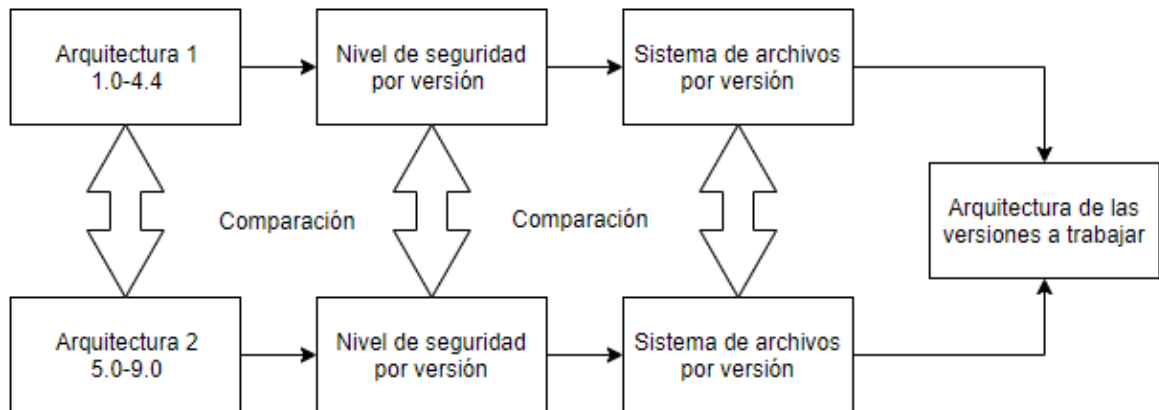 Arquitectura 1
1.0-4.4
Nivel de seguridad
por versión
Sistema de archivos
por versión
Comparación
Comparación
Arquitectura de las
versiones a trabajar
Arquitectura 2
5.0-9.0
Nivel de seguridad
por versión
Sistema de archivos
por versión